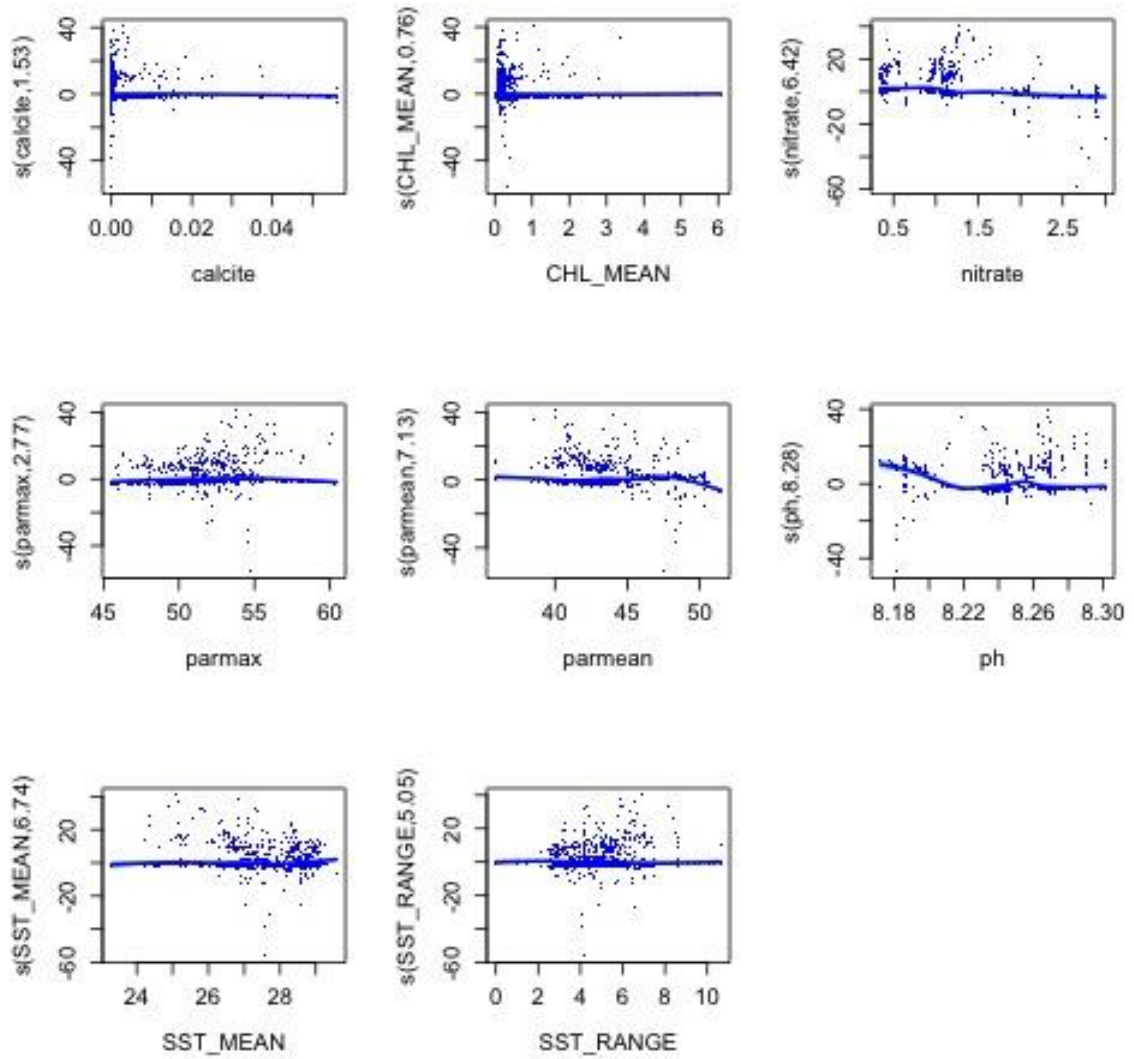 s(calcite,1.53)
40
0
-40
0.00 0.02 0.04
calcite
s(CHL_MEAN,0.76)
40
0
-40
0 1 2 3 4 5 6
CHL_MEAN
s(nitrate,6.42)
20
-20
-60
0.5 1.5 2.5
nitrate
s(parmax,2.77)
40
0
-40
45 50 55 60
parmax
s(parmean,7.13)
40
0
-40
40 45 50
parmean
s(ph,8.28)
40
0
-40
8.18 8.22 8.26 8.30
ph
s(SST_MEAN,6.74)
20
-20
-60
24 26 28
SST_MEAN
s(SST_RANGE,5.05)
20
-20
-60
0 2 4 6 8 10
SST_RANGE